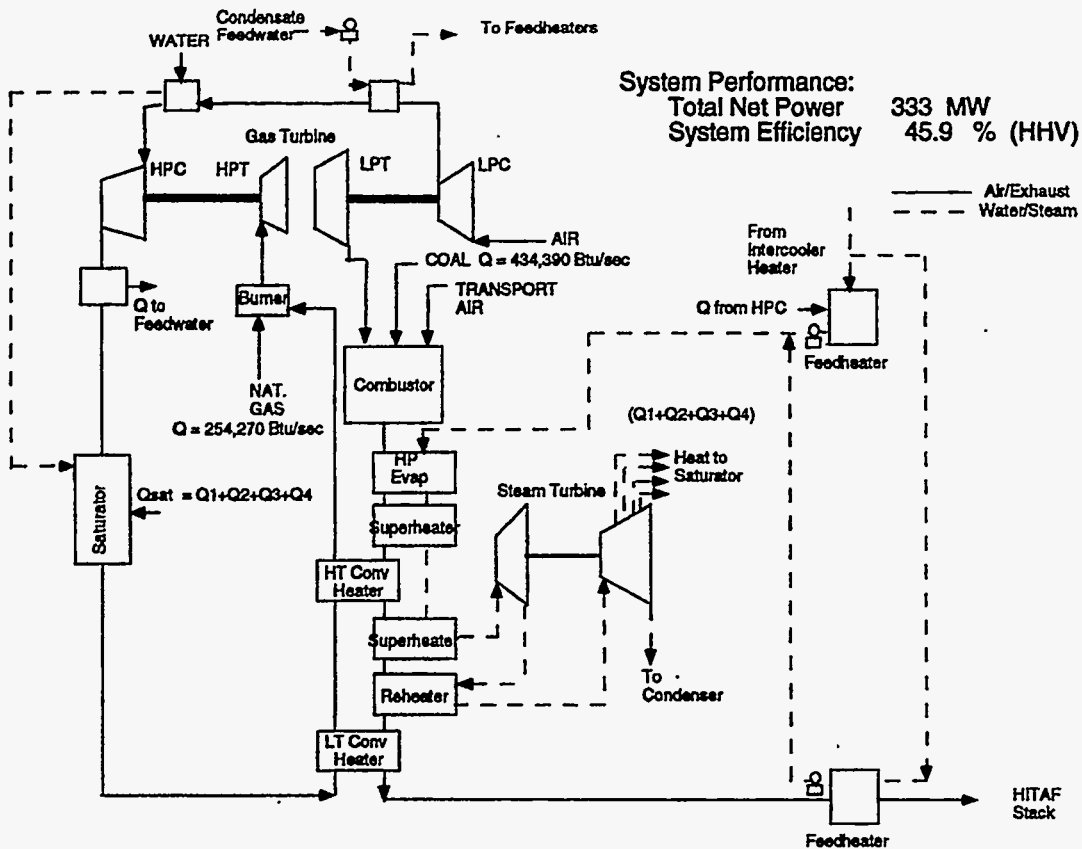 Condensate
Feedwater
To Feedheaters
WATER
System Performance:
Total Net Power 333 MW
System Efficiency 45.9 % (HHV)
Gas Turbine
HPC
HPT
LPT
LPC
Air/Exhaust
Water/Steam
AIR
COAL Q = 434,390 Btu/sec
From
Intercooler
Heater
TRANSPORT
AIR
Q to
Feedwater
Burner
Q from HPC
Feedheater
Combustor
NAT.
GAS
Q = 254,270 Btu/sec
(Q1+Q2+Q3+Q4)
HP
Evap
Heat to
Saturator
Steam Turbine
Saturator
Qsat = Q1+Q2+Q3+Q4
Superheater
HT Conv
Heater
Superheate
To
Condenser
Reheater
LT Conv
Heater
HITAF
Stack
Feedheater